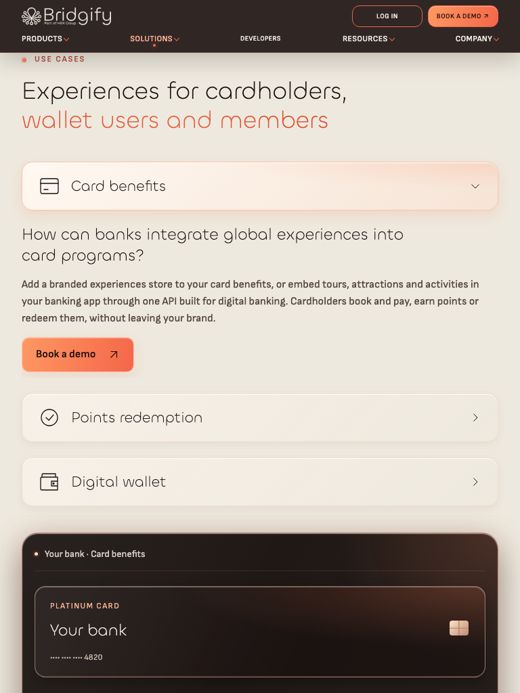 Bridgify
Part of HBX Group
LOG IN
BOOK A DEMO
PRODUCTS
SOLUTIONS
DEVELOPERS
RESOURCES
COMPANY
USE CASES
Experiences for cardholders,
wallet users and members
Card benefits
How can banks integrate global experiences into
card programs?
Add a branded experiences store to your card benefits, or embed tours, attractions and activities in
your banking app through one API built for digital banking. Cardholders book and pay, earn points or
redeem them, without leaving your brand.
Book a demo
Points redemption
Digital wallet
Your bank · Card benefits
PLATINUM CARD
Your bank
•••• •••• •••• 4820